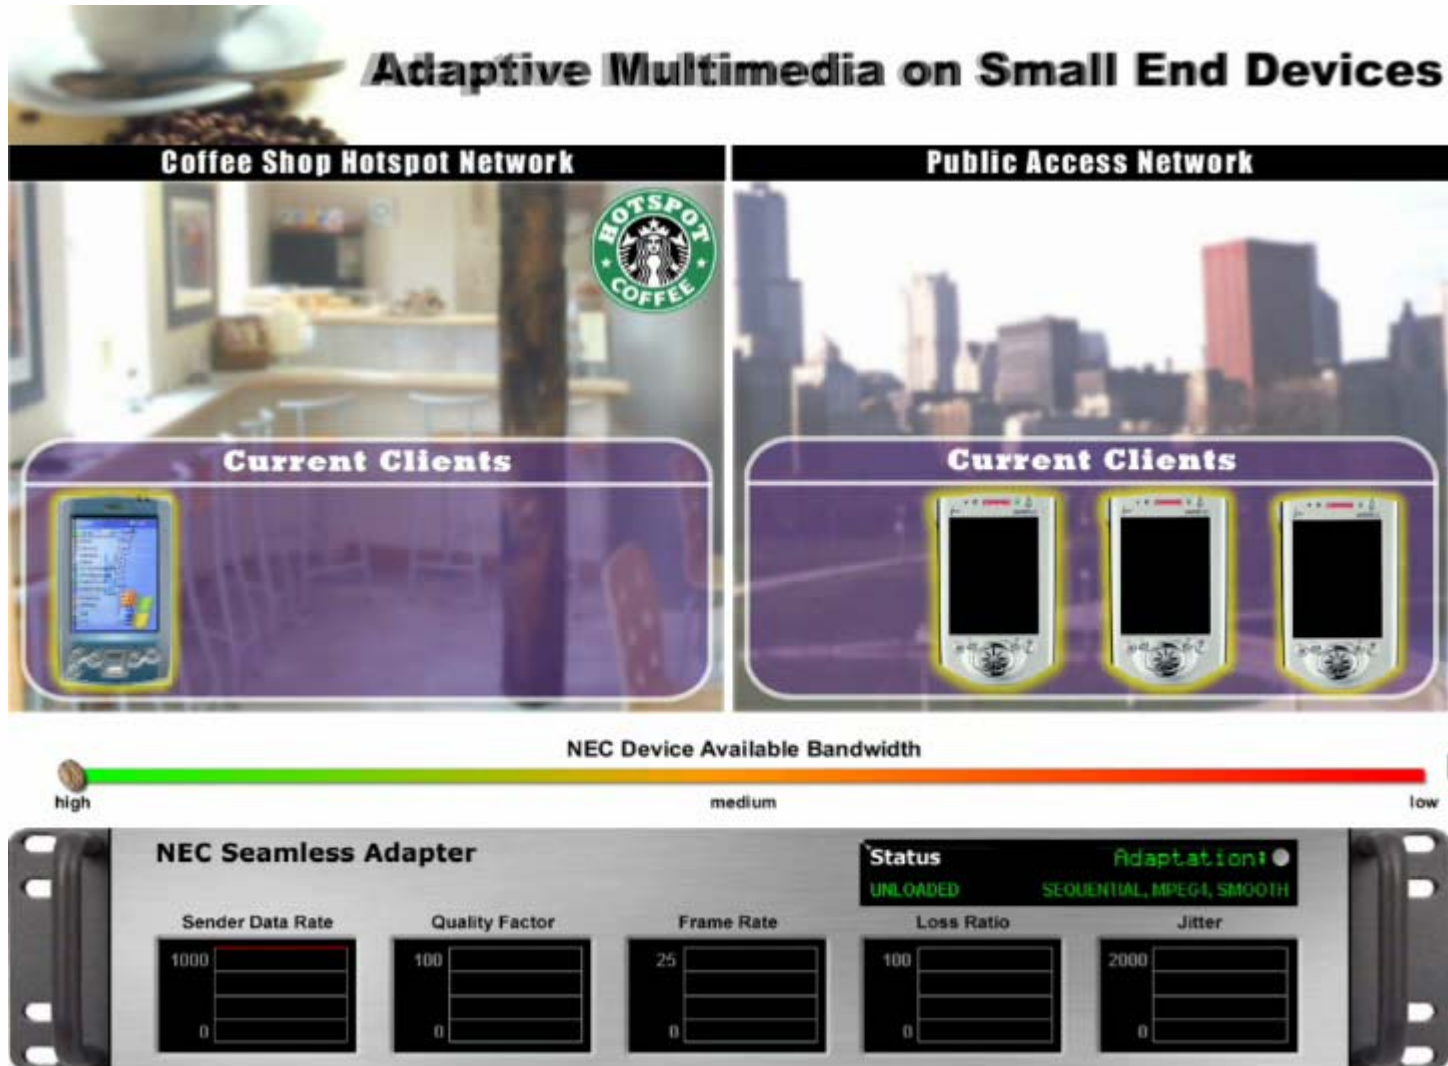 Adaptive Multimedia on Small End Devices
Coffee Shop Hotspot Network
HOTSPOT
COFFEE
Current Clients
Public Access Network
Current Clients
NEC Device Available Bandwidth
high
medium
low
NEC Seamless Adapter
Status
Adaptation:
UNLOADED
SEQUENTIAL, MPEG4, SMOOTH
Sender Data Rate
1000
0
Quality Factor
100
0
Frame Rate
25
0
Loss Ratio
100
0
Jitter
2000
0